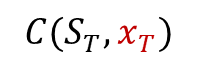 C(S_T, x_T)